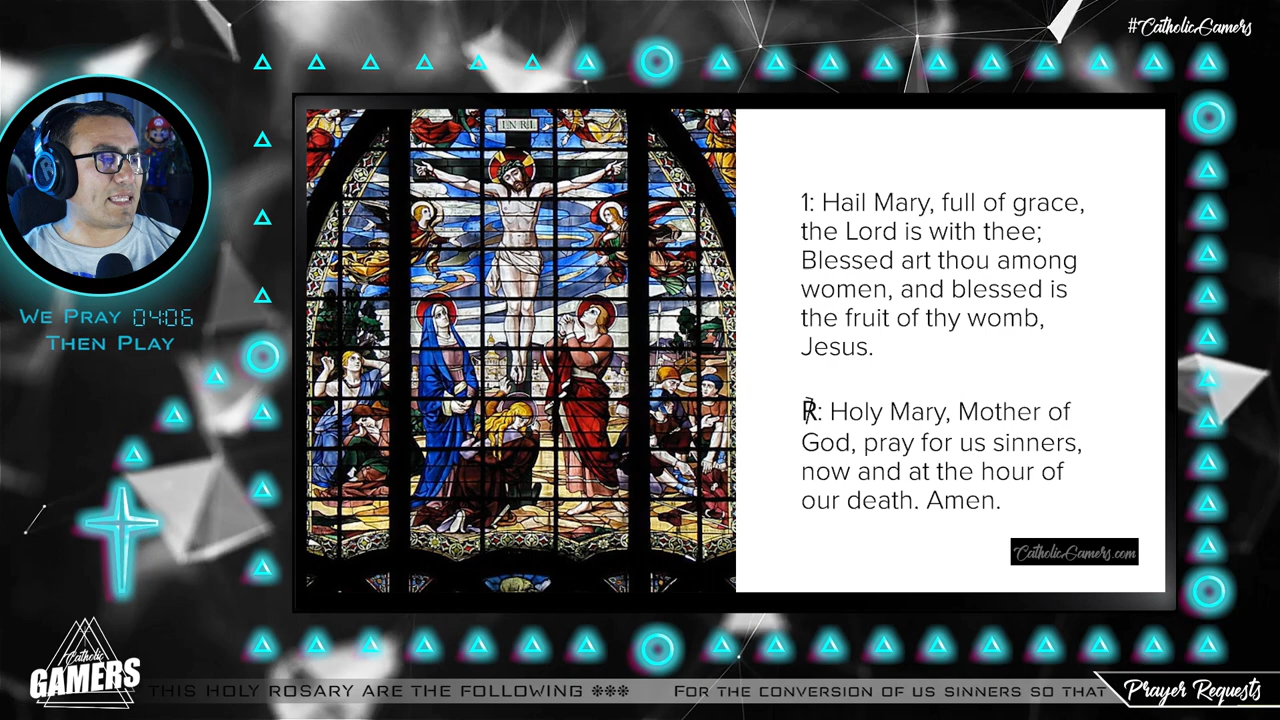 #CatholicGamers
INRI
1: Hail Mary, full of grace,
the Lord is with thee;
Blessed art thou among
women, and blessed is
the fruit of thy womb,
Jesus.
℟: Holy Mary, Mother of
God, pray for us sinners,
now and at the hour of
our death. Amen.
CatholicGamers.com
We Pray 04:06
Then Play
Catholic
GAMERS
THIS HOLY ROSARY ARE THE FOLLOWING ❇❇❇ FOR THE CONVERSION OF US SINNERS SO THAT
Prayer Requests